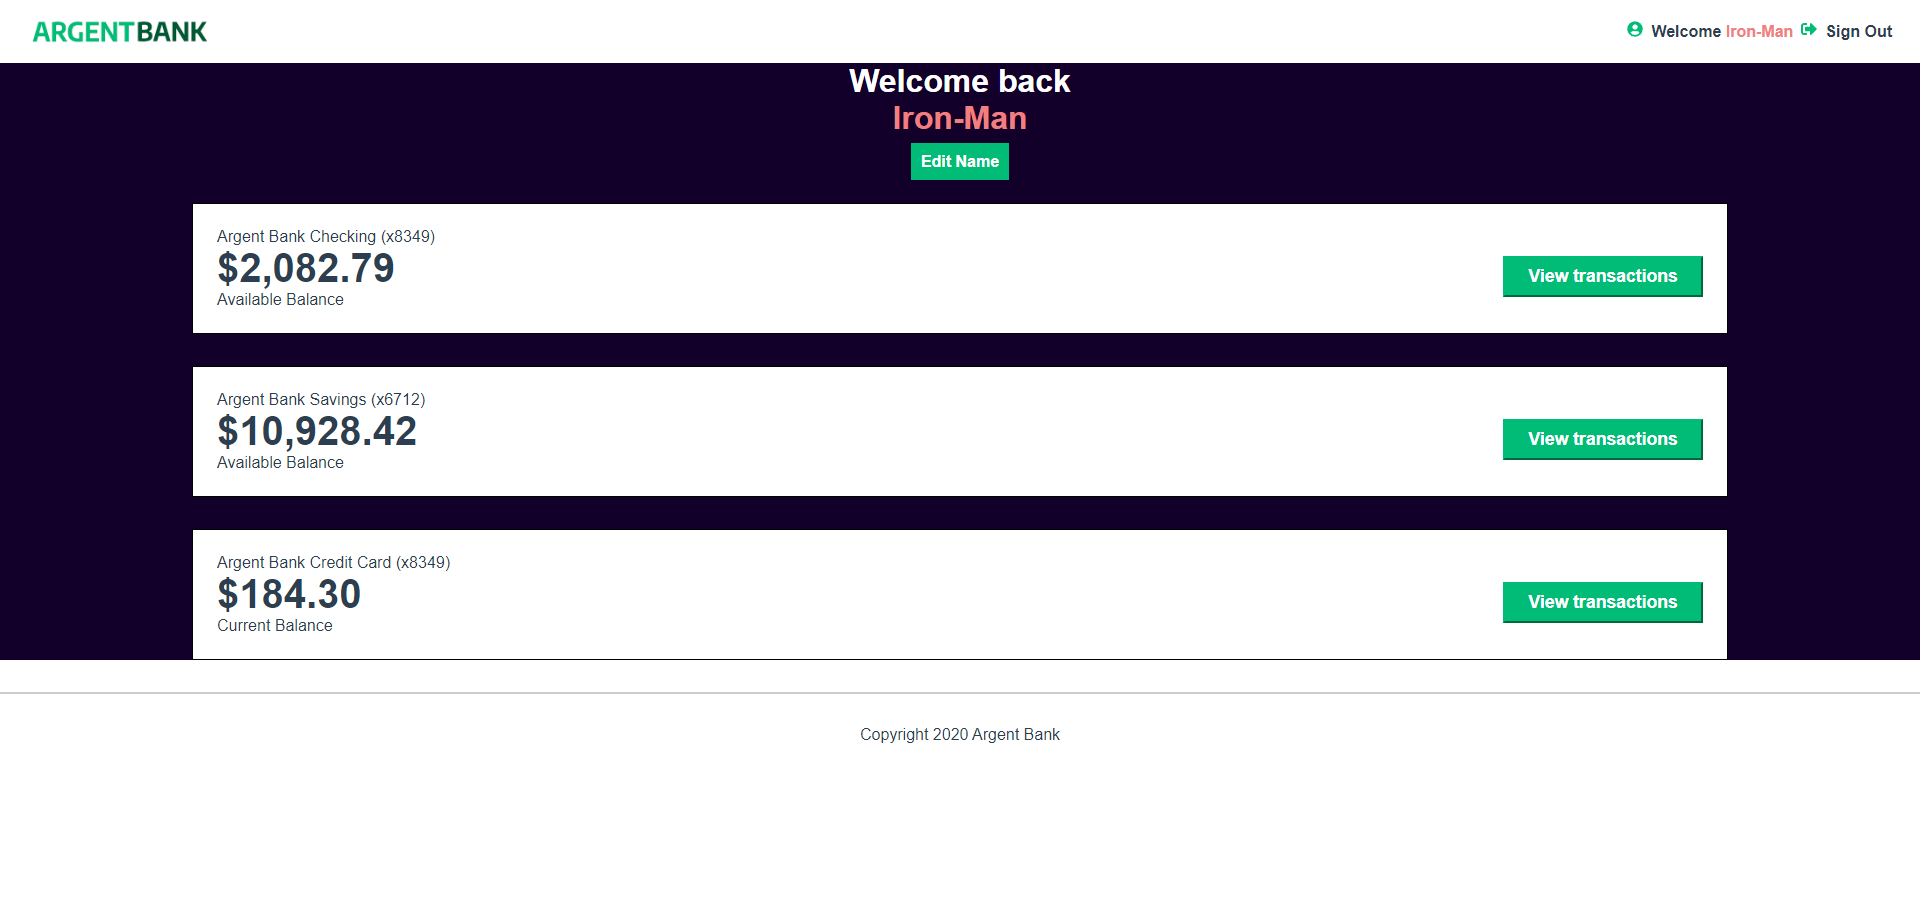 ARGENTBANK
Welcome Iron-Man Sign Out
Welcome back
Iron-Man
Edit Name
Argent Bank Checking (x8349)
$2,082.79
Available Balance
View transactions
Argent Bank Savings (x6712)
$10,928.42
Available Balance
View transactions
Argent Bank Credit Card (x8349)
$184.30
Current Balance
View transactions
Copyright 2020 Argent Bank